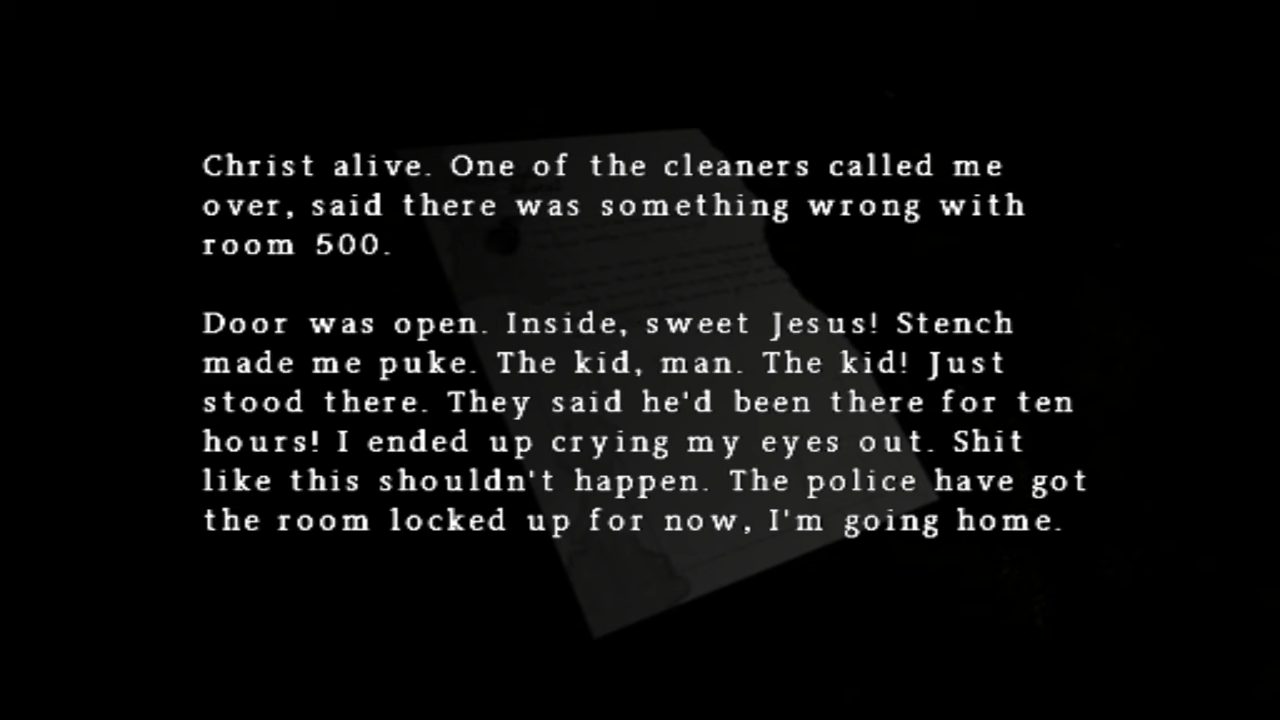 Christ alive. One of the cleaners called me
over, said there was something wrong with
room 500.
Door was open. Inside, sweet Jesus! Stench
made me puke. The kid, man. The kid! Just
stood there. They said he'd been there for ten
hours! I ended up crying my eyes out. Shit
like this shouldn't happen. The police have got
the room locked up for now, I'm going home.